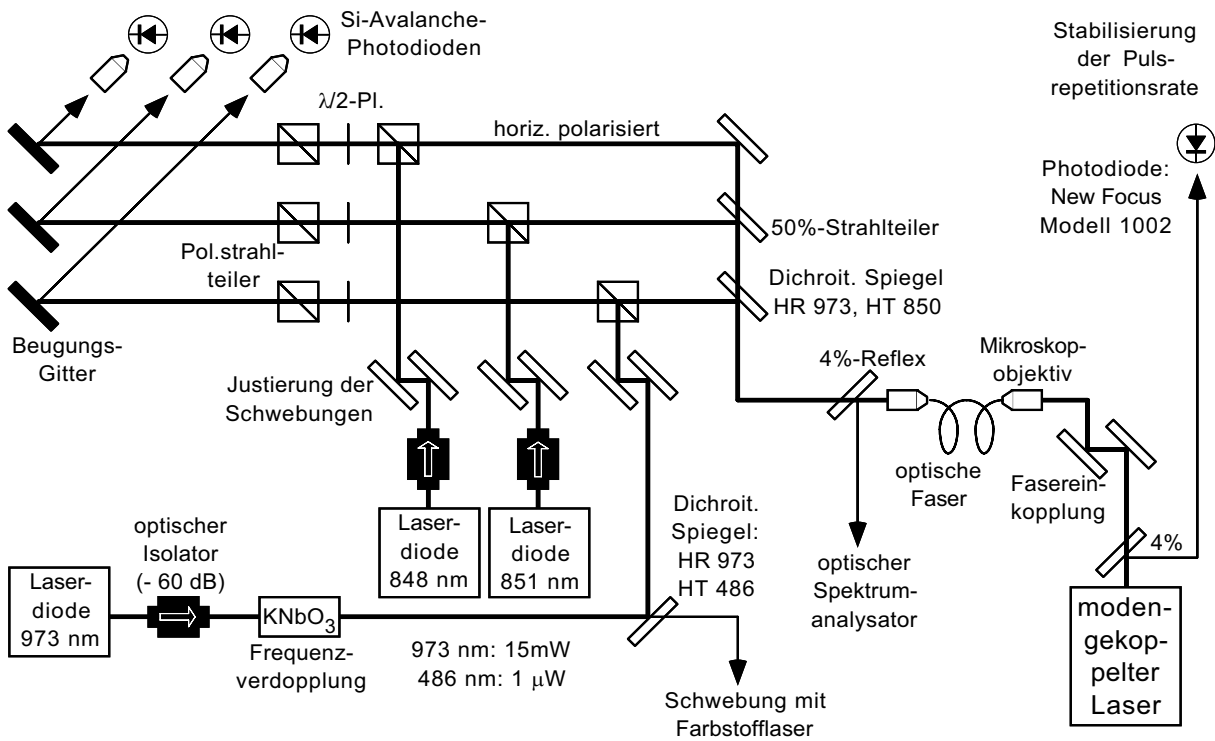 Si-Avalanche-
Photodioden
Stabilisierung
der Puls-
repetitionsrate
λ/2-Pl.
horiz. polarisiert
Photodiode:
New Focus
Modell 1002
50%-Strahlteiler
Pol.strahl-
teiler
Dichroit. Spiegel
HR 973, HT 850
Beugungs-
Gitter
Justierung der
Schwebungen
4%-Reflex
Mikroskop-
objektiv
optische
Faser
Faserein-
kopplung
4%
optischer
Isolator
(- 60 dB)
Laser-
diode
848 nm
Laser-
diode
851 nm
Dichroit.
Spiegel:
HR 973
HT 486
optischer
Spektrum-
analysator
Laser-
diode
973 nm
KNbO3
Frequenz-
verdopplung
973 nm: 15mW
486 nm: 1 μW
Schwebung mit
Farbstofflaser
moden-
gekop-
pelter
Laser